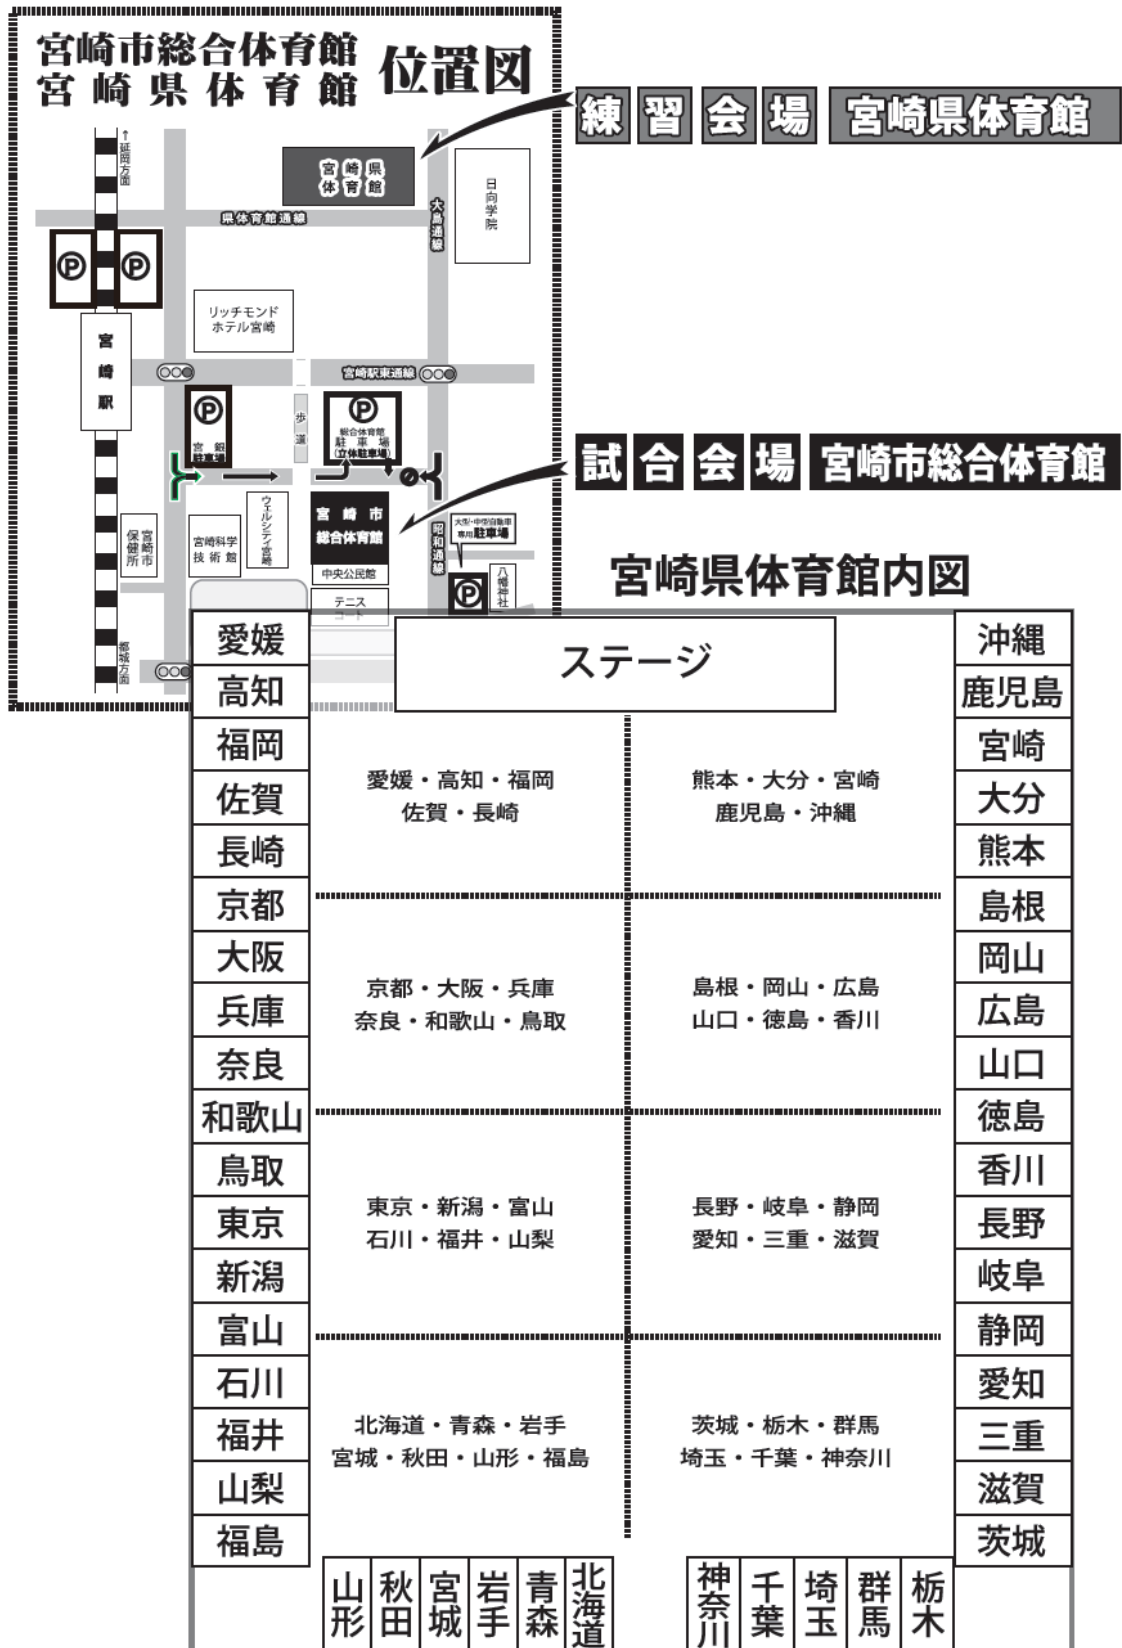 宮崎市総合体育館
宮崎県体育館
位置図
練習会場 宮崎県体育館
↑延岡方面
宮崎県
体育館
日向学院
大島通線
県体育館通線
P
P
リッチモンド
ホテル宮崎
宮崎駅
宮崎駅東通線
P
宮銀
駐車場
歩道
P
総合体育館
駐車場
(立体駐車場)
試合会場 宮崎市総合体育館
宮崎市
総合体育館
ウェルシティ宮崎
宮崎科学
技術館
宮崎市
保健所
中央公民館
テニス
コート
昭和通線
大型・中型自動車
専用駐車場
P
八幡神社
都城方面
宮崎県体育館内図
ステージ
愛媛
高知
福岡
佐賀
長崎
京都
大阪
兵庫
奈良
和歌山
鳥取
東京
新潟
富山
石川
福井
山梨
福島
愛媛・高知・福岡
佐賀・長崎
熊本・大分・宮崎
鹿児島・沖縄
京都・大阪・兵庫
奈良・和歌山・鳥取
島根・岡山・広島
山口・徳島・香川
東京・新潟・富山
石川・福井・山梨
長野・岐阜・静岡
愛知・三重・滋賀
北海道・青森・岩手
宮城・秋田・山形・福島
茨城・栃木・群馬
埼玉・千葉・神奈川
沖縄
鹿児島
宮崎
大分
熊本
島根
岡山
広島
山口
徳島
香川
長野
岐阜
静岡
愛知
三重
滋賀
茨城
山形
秋田
宮城
岩手
青森
北海道
神奈川
千葉
埼玉
群馬
栃木